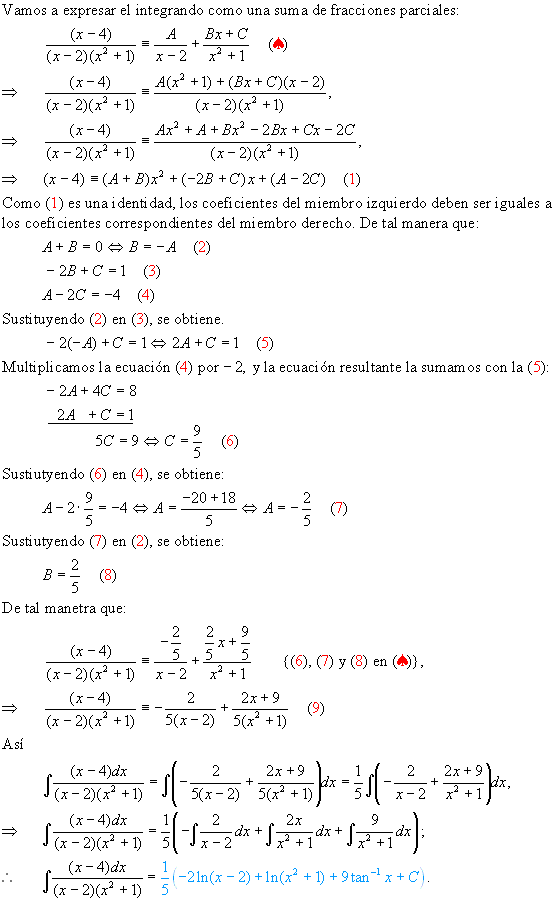 Vamos a expresar el integrando como una suma de fracciones parciales:
(x − 4)/((x − 2)(x² + 1)) ≡ A/(x − 2) + (Bx + C)/(x² + 1) (♠)
⇒ (x − 4)/((x − 2)(x² + 1)) ≡ (A(x² + 1) + (Bx + C)(x − 2))/((x − 2)(x² + 1)),
⇒ (x − 4)/((x − 2)(x² + 1)) ≡ (Ax² + A + Bx² − 2Bx + Cx − 2C)/((x − 2)(x² + 1)),
⇒ (x − 4) ≡ (A + B)x² + (−2B + C)x + (A − 2C) (1)
Como (1) es una identidad, los coeficientes del miembro izquierdo deben ser iguales a
los coeficientes correspondientes del miembro derecho. De tal manera que:
A + B = 0 ⇔ B = −A (2)
− 2B + C = 1 (3)
A − 2C = −4 (4)
Sustituyendo (2) en (3), se obtiene.
− 2(−A) + C = 1 ⇔ 2A + C = 1 (5)
Multiplicamos la ecuación (4) por − 2, y la ecuación resultante la sumamos con la (5):
− 2A + 4C = 8
2A + C = 1
5C = 9 ⇔ C = 9/5 (6)
Sustiutyendo (6) en (4), se obtiene:
A − 2 · 9/5 = −4 ⇔ A = (−20 + 18)/5 ⇔ A = −2/5 (7)
Sustiutyendo (7) en (2), se obtiene:
B = 2/5 (8)
De tal manetra que:
(x − 4)/((x − 2)(x² + 1)) ≡ (−2/5)/(x − 2) + (2/5 x + 9/5)/(x² + 1) {(6), (7) y (8) en (♠)},
⇒ (x − 4)/((x − 2)(x² + 1)) ≡ −2/(5(x − 2)) + (2x + 9)/(5(x² + 1)) (9)
Así
∫(x − 4)dx/((x − 2)(x² + 1)) = ∫(−2/(5(x − 2)) + (2x + 9)/(5(x² + 1)))dx = 1/5 ∫(−2/(x − 2) + (2x + 9)/(x² + 1))dx,
⇒ ∫(x − 4)dx/((x − 2)(x² + 1)) = 1/5 (−∫2/(x − 2) dx + ∫2x/(x² + 1) dx + ∫9/(x² + 1) dx);
∴ ∫(x − 4)dx/((x − 2)(x² + 1)) = 1/5 (−2 ln(x − 2) + ln(x² + 1) + 9 tan⁻¹ x + C).